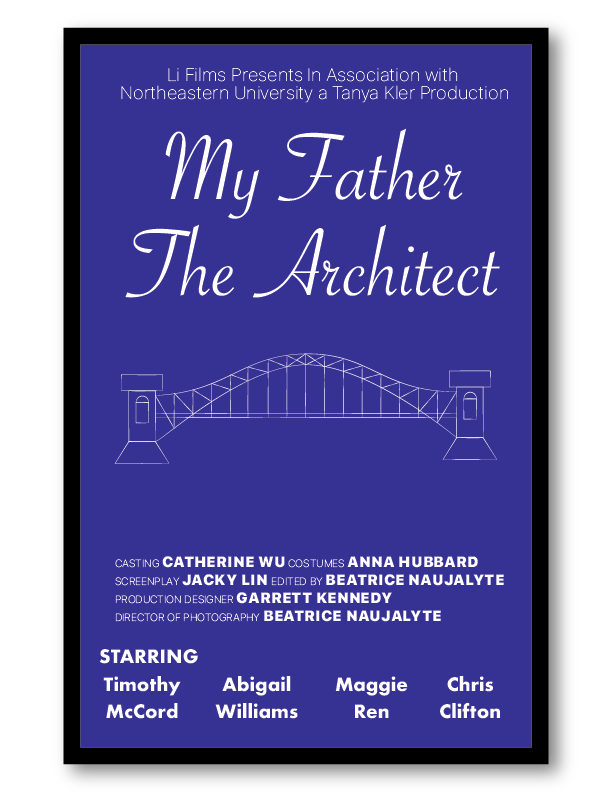 Li Films Presents In Association with
Northeastern University a Tanya Kler Production
My Father
The Architect
CASTING CATHERINE WU COSTUMES ANNA HUBBARD
SCREENPLAY JACKY LIN EDITED BY BEATRICE NAUJALYTE
PRODUCTION DESIGNER GARRETT KENNEDY
DIRECTOR OF PHOTOGRAPHY BEATRICE NAUJALYTE
STARRING
Timothy Abigail Maggie Chris
McCord Williams Ren Clifton